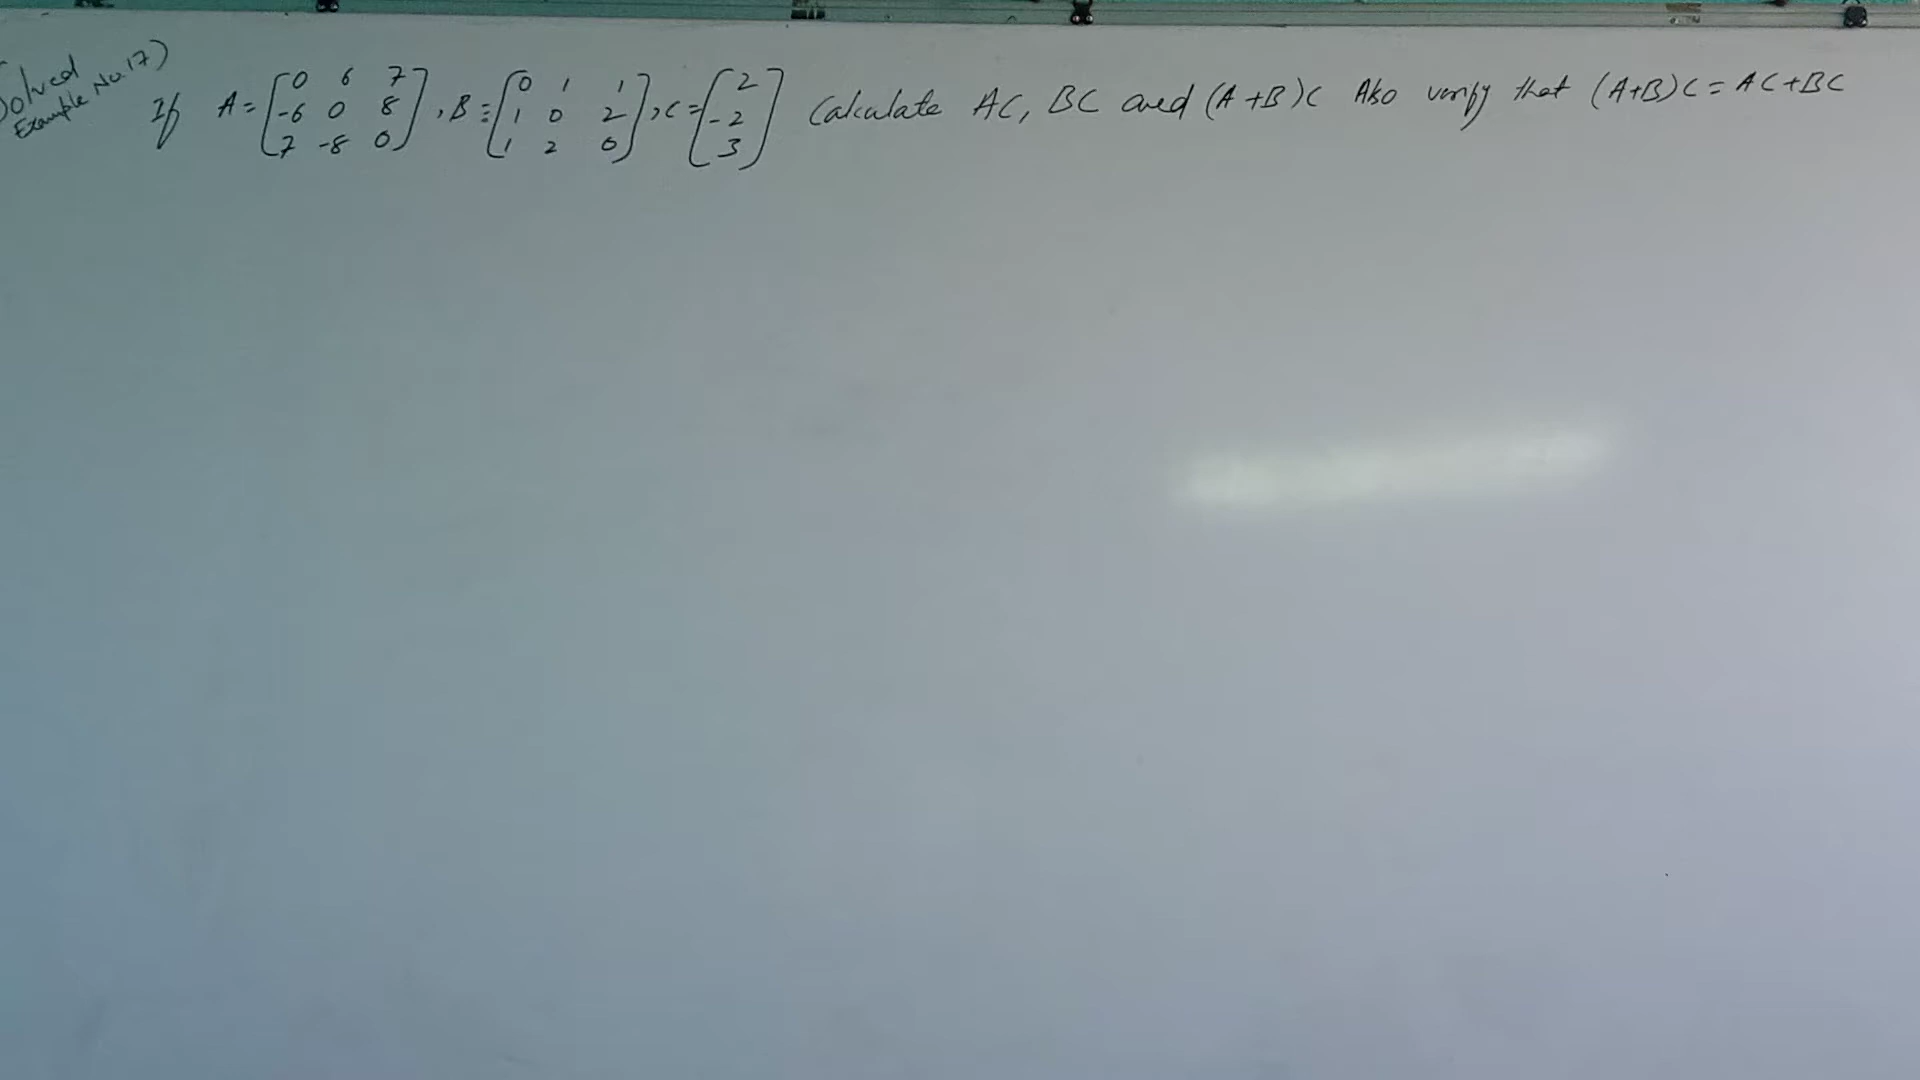 Solved
Example No. 17)
If A = [0 6 7
-6 0 8
7 -8 0], B = [0 1 1
1 0 2
1 2 0], C = [2
-2
3] Calculate AC, BC and (A+B)C Also verify that (A+B)C = AC+BC